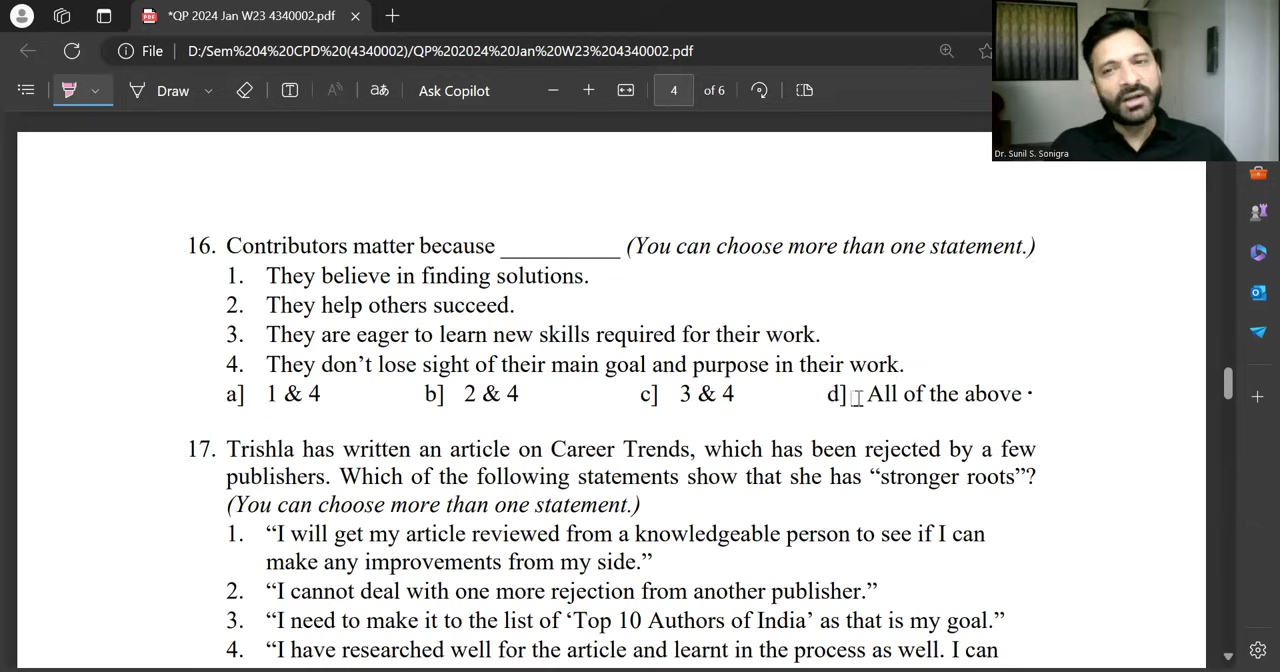 *QP 2024 Jan W23 4340002.pdf
File D:/Sem%204%20CPD%20(4340002)/QP%202024%20Jan%20W23%204340002.pdf
Draw Ask Copilot 4 of 6
Dr. Sunil S. Sonigra
16. Contributors matter because __________ (You can choose more than one statement.)
1. They believe in finding solutions.
2. They help others succeed.
3. They are eager to learn new skills required for their work.
4. They don’t lose sight of their main goal and purpose in their work.
a] 1 & 4 b] 2 & 4 c] 3 & 4 d] All of the above
17. Trishla has written an article on Career Trends, which has been rejected by a few
publishers. Which of the following statements show that she has “stronger roots”?
(You can choose more than one statement.)
1. “I will get my article reviewed from a knowledgeable person to see if I can
make any improvements from my side.”
2. “I cannot deal with one more rejection from another publisher.”
3. “I need to make it to the list of ‘Top 10 Authors of India’ as that is my goal.”
4. “I have researched well for the article and learnt in the process as well. I can